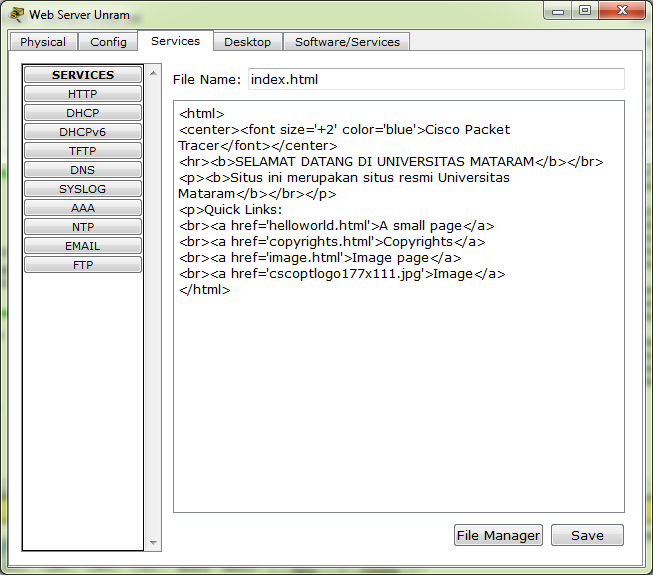 Web Server Unram
Physical Config Services Desktop Software/Services
SERVICES
HTTP
DHCP
DHCPv6
TFTP
DNS
SYSLOG
AAA
NTP
EMAIL
FTP
File Name: index.html
<html>
<center><font size='+2' color='blue'>Cisco Packet
Tracer</font></center>
<hr><b>SELAMAT DATANG DI UNIVERSITAS MATARAM</b></br>
<p><b>Situs ini merupakan situs resmi Universitas
Mataram</b></br></p>
<p>Quick Links:
<br><a href='helloworld.html'>A small page</a>
<br><a href='copyrights.html'>Copyrights</a>
<br><a href='image.html'>Image page</a>
<br><a href='cscoptlogo177x111.jpg'>Image</a>
</html>
File Manager Save